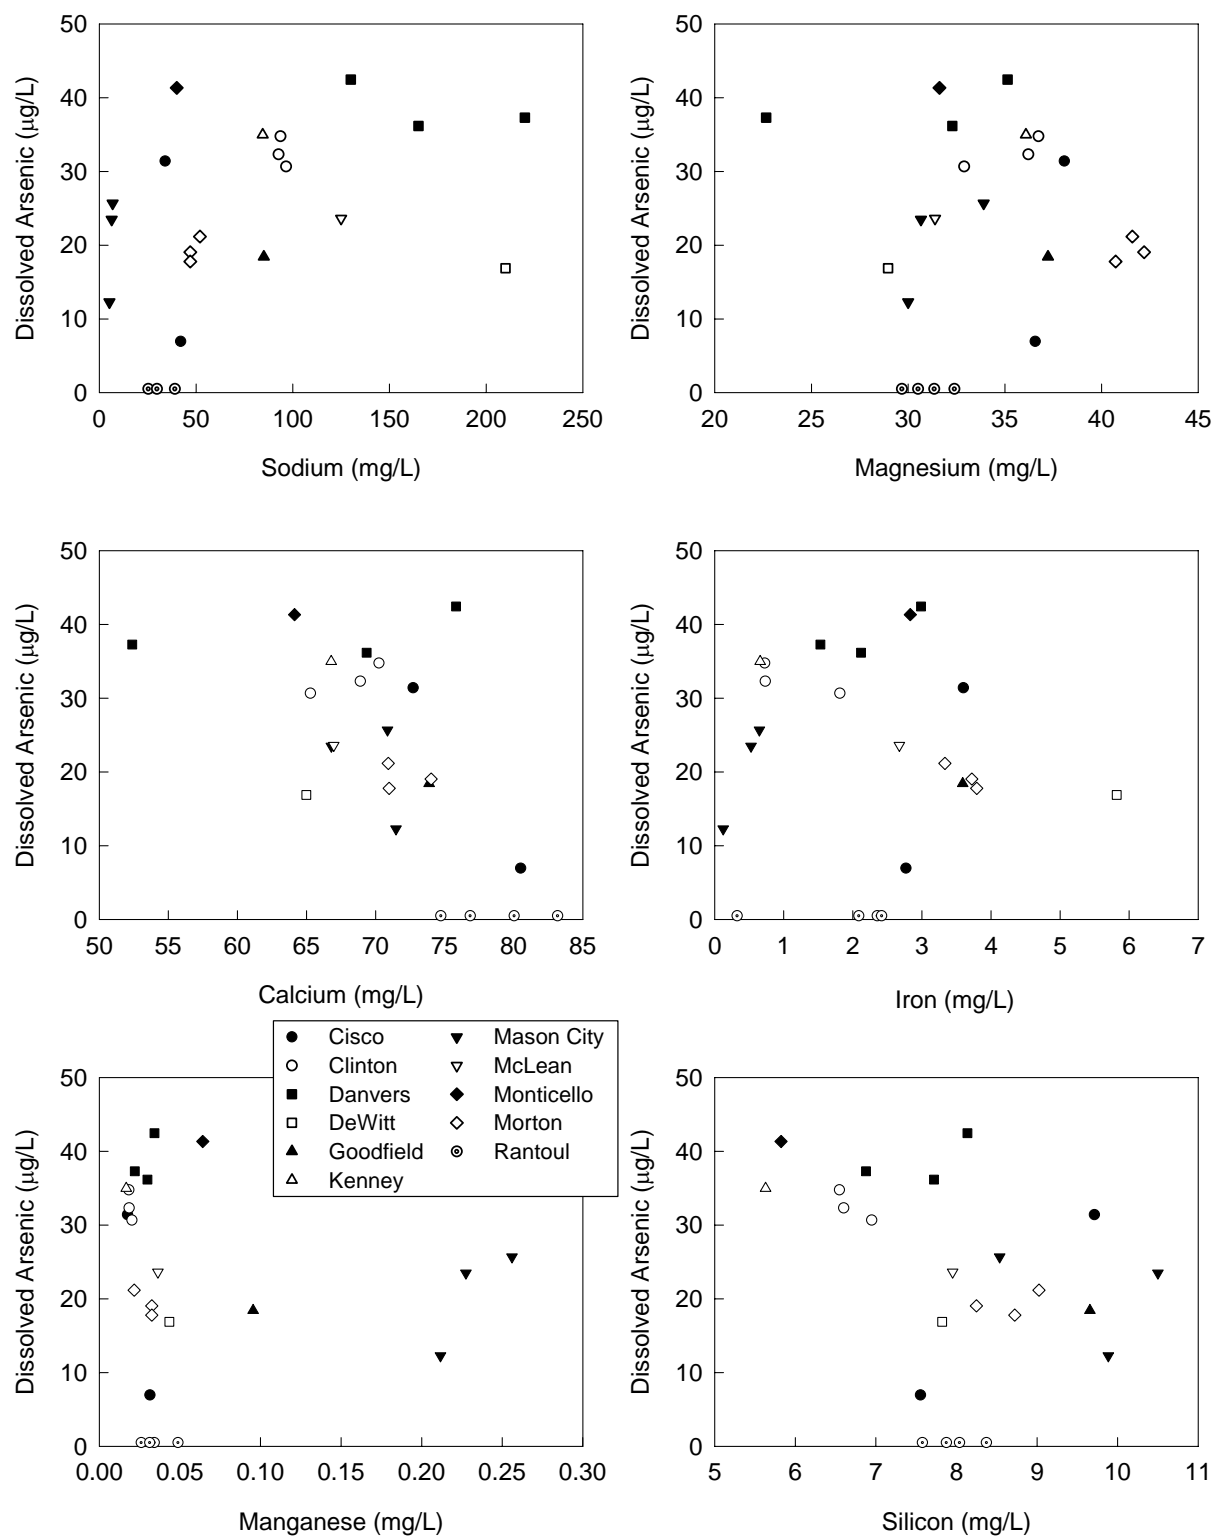 50
40
30
20
10
0
Dissolved Arsenic (µg/L)
0 50 100 150 200 250
Sodium (mg/L)
50
40
30
20
10
0
Dissolved Arsenic (µg/L)
20 25 30 35 40 45
Magnesium (mg/L)
50
40
30
20
10
0
Dissolved Arsenic (µg/L)
50 55 60 65 70 75 80 85
Calcium (mg/L)
50
40
30
20
10
0
Dissolved Arsenic (µg/L)
0 1 2 3 4 5 6 7
Iron (mg/L)
Cisco
Clinton
Danvers
DeWitt
Goodfield
Kenney
Mason City
McLean
Monticello
Morton
Rantoul
50
40
30
20
10
0
Dissolved Arsenic (µg/L)
0.00 0.05 0.10 0.15 0.20 0.25 0.30
Manganese (mg/L)
50
40
30
20
10
0
Dissolved Arsenic (µg/L)
5 6 7 8 9 10 11
Silicon (mg/L)